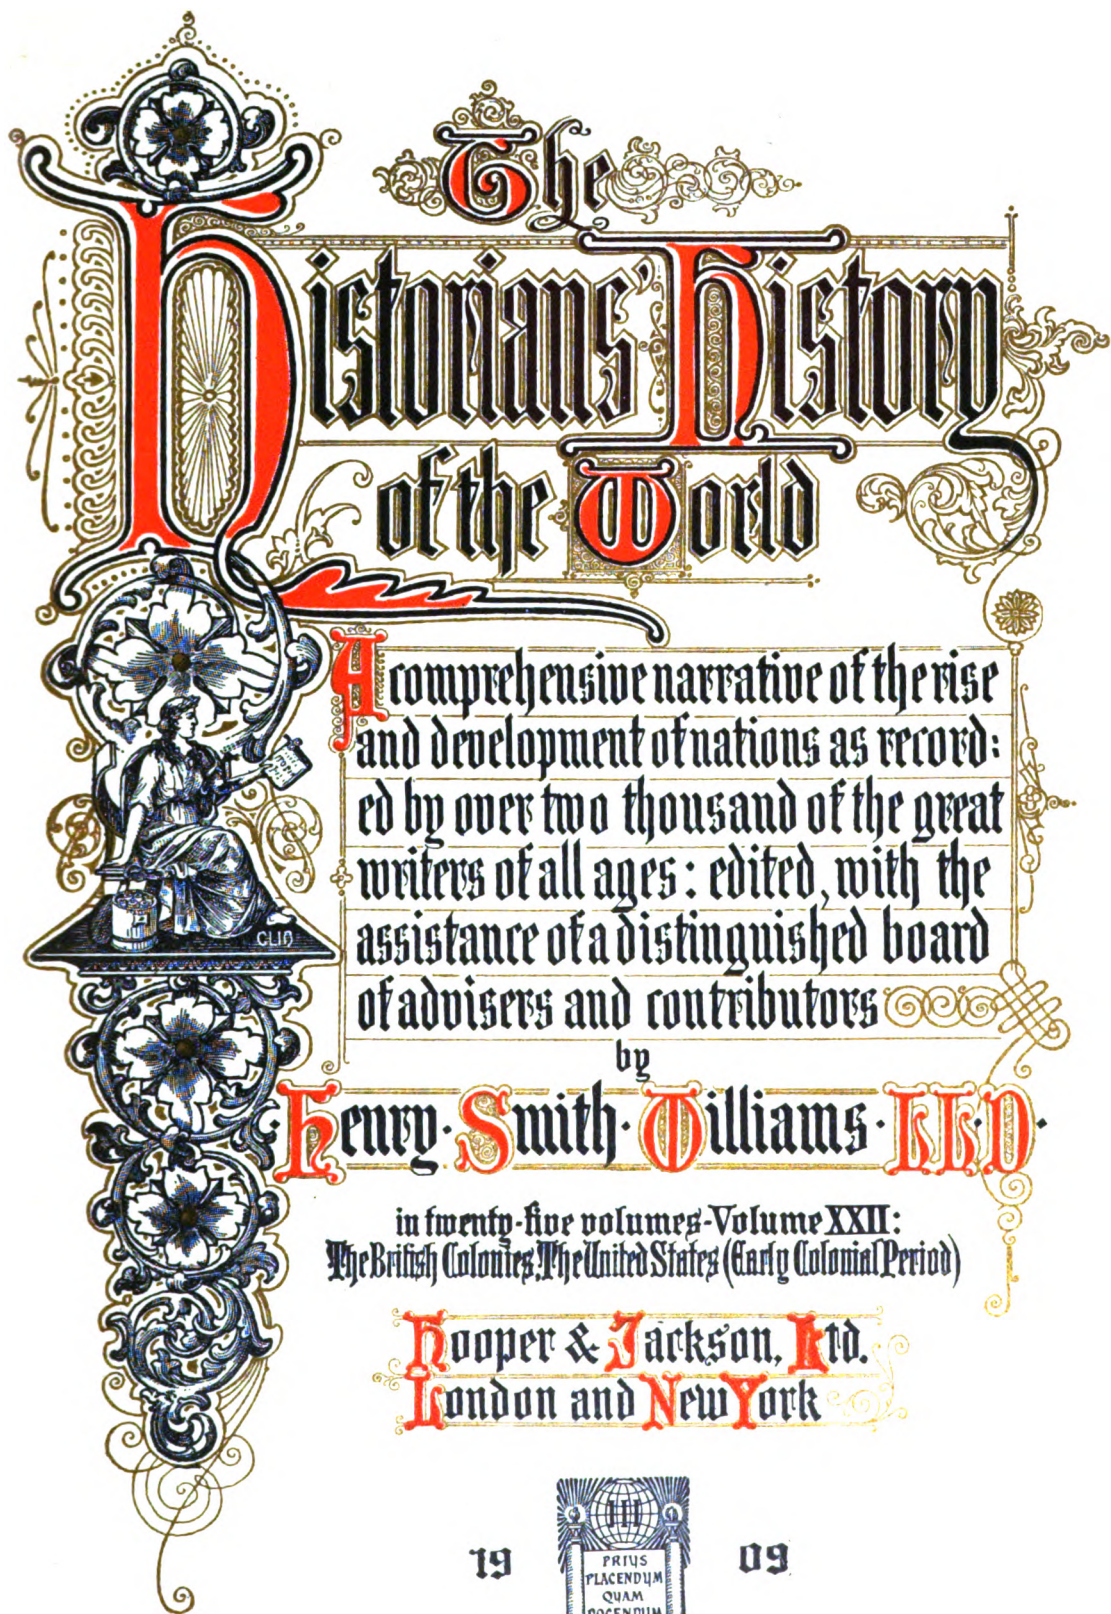 The
Historians' History
of the World
A comprehensive narrative of the rise
and development of nations as record:
ed by over two thousand of the great
writers of all ages: edited, with the
assistance of a distinguished board
of advisers and contributors
by
Henry · Smith · Williams · LL.D.
in twenty-five volumes-Volume XXII:
The British Colonies, The United States (Early Colonial Period)
Hooper & Jackson, Ltd.
London and New York
CLIO
19 09
PRIUS
PLACENDUM
QUAM
DOCENDUM